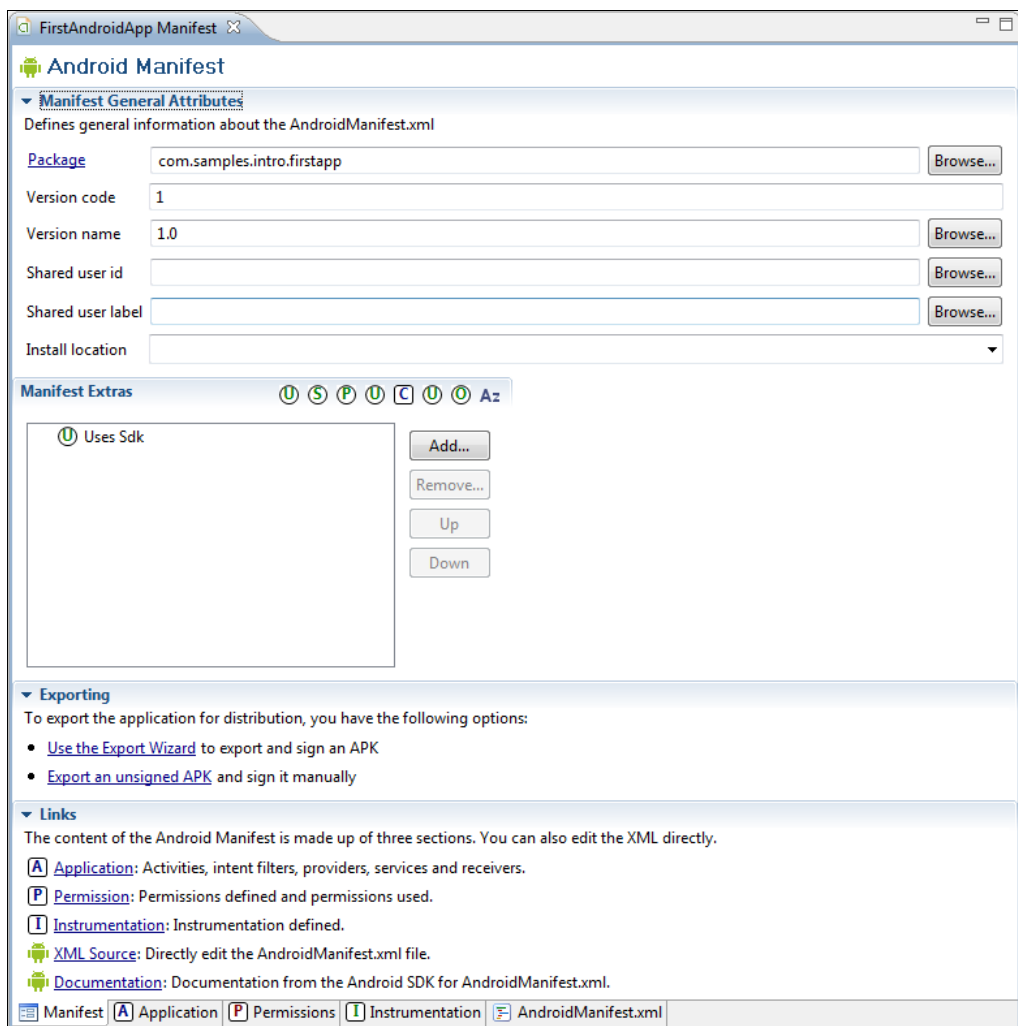 FirstAndroidApp Manifest
Android Manifest
Manifest General Attributes
Defines general information about the AndroidManifest.xml
Package com.samples.intro.firstapp Browse...
Version code 1
Version name 1.0 Browse...
Shared user id Browse...
Shared user label Browse...
Install location
Manifest Extras U S P U C U O Az
U Uses Sdk
Add...
Remove...
Up
Down
Exporting
To export the application for distribution, you have the following options:
• Use the Export Wizard to export and sign an APK
• Export an unsigned APK and sign it manually
Links
The content of the Android Manifest is made up of three sections. You can also edit the XML directly.
A Application: Activities, intent filters, providers, services and receivers.
P Permission: Permissions defined and permissions used.
I Instrumentation: Instrumentation defined.
XML Source: Directly edit the AndroidManifest.xml file.
Documentation: Documentation from the Android SDK for AndroidManifest.xml.
Manifest A Application P Permissions I Instrumentation F AndroidManifest.xml